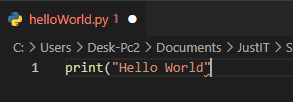 helloWorld.py 1
C: > Users > Desk-Pc2 > Documents > JustIT > S
1 print("Hello World"